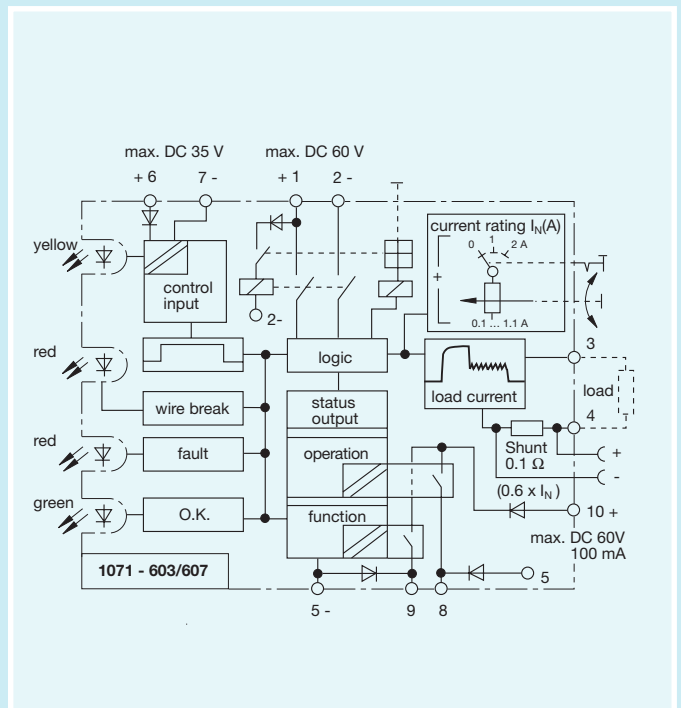 max. DC 35 V
max. DC 60 V
+ 6
7 -
+ 1
2 -
yellow
control
input
2-
current rating I_N(A)
0
1
2 A
+
0.1 ... 1.1 A
red
logic
3
load current
load
wire break
status
output
4
Shunt
0.1 Ω
+
-
red
fault
operation
(0.6 x I_N )
10 +
green
O.K.
function
max. DC 60V
100 mA
1071 - 603/607
5
5 -
9
8